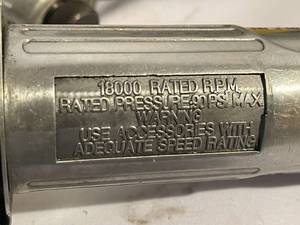 18000 RATED R.P.M.
RATED PRESSURE 90 PSI MAX.
WARNING
USE ACCESSORIES WITH
ADEQUATE SPEED RATING